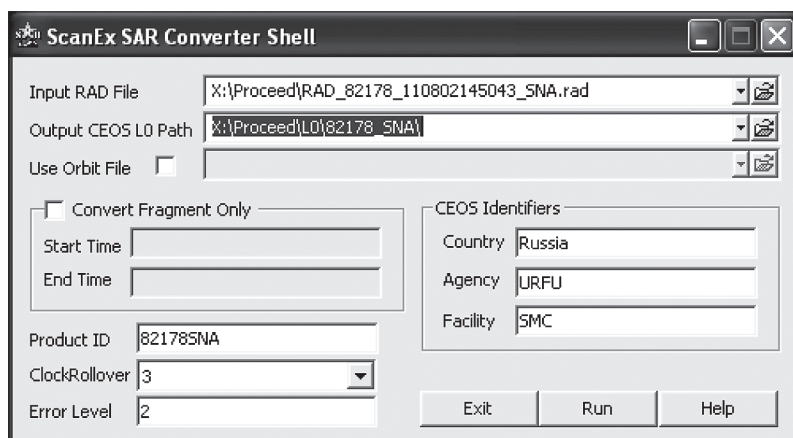 ScanEx SAR Converter Shell
Input RAD File X:\Proceed\RAD_82178_110802145043_SNA.rad
Output CEOS L0 Path X:\Proceed\L0\82178_SNA\
Use Orbit File
Convert Fragment Only
Start Time
End Time
CEOS Identifiers
Country Russia
Agency URFU
Facility SMC
Product ID 82178SNA
ClockRollover 3
Error Level 2
Exit Run Help